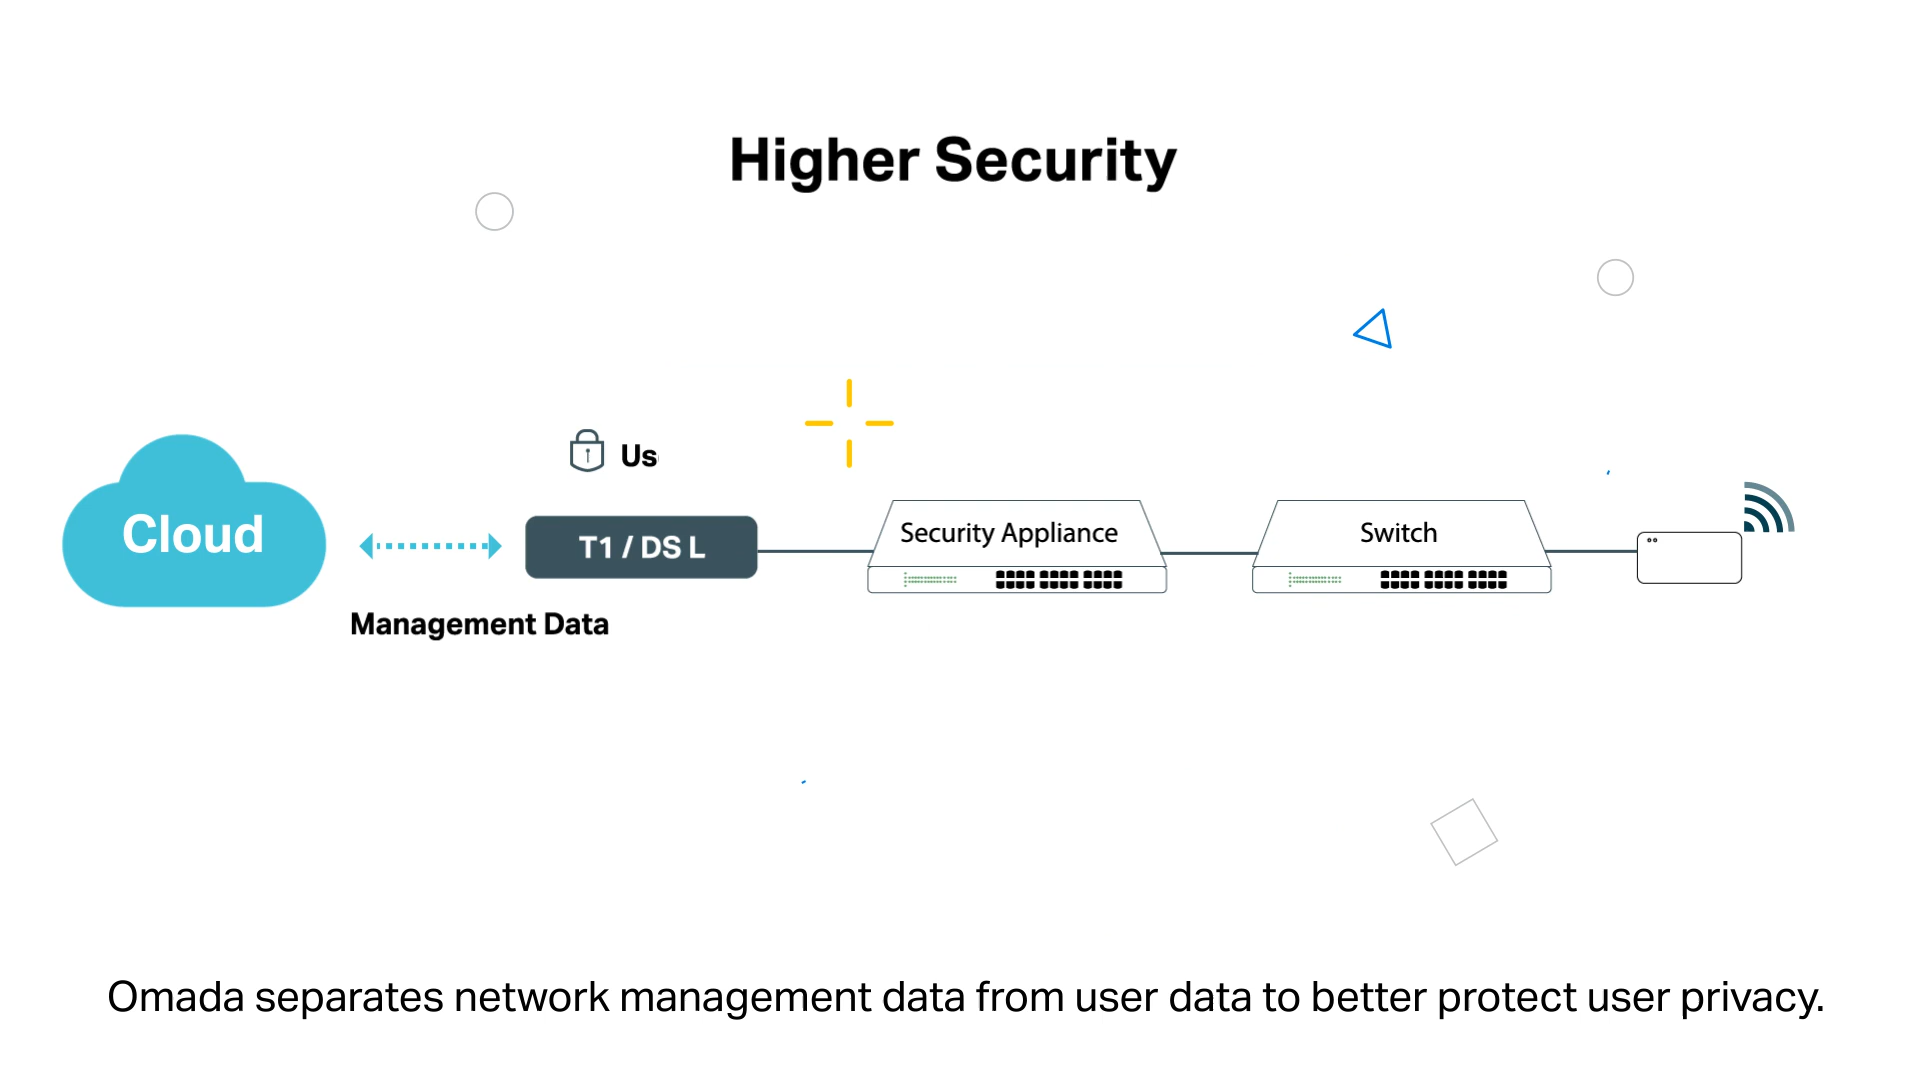 Higher Security
Us
Cloud
T1 / DS L
Security Appliance
Switch
Management Data
Omada separates network management data from user data to better protect user privacy.